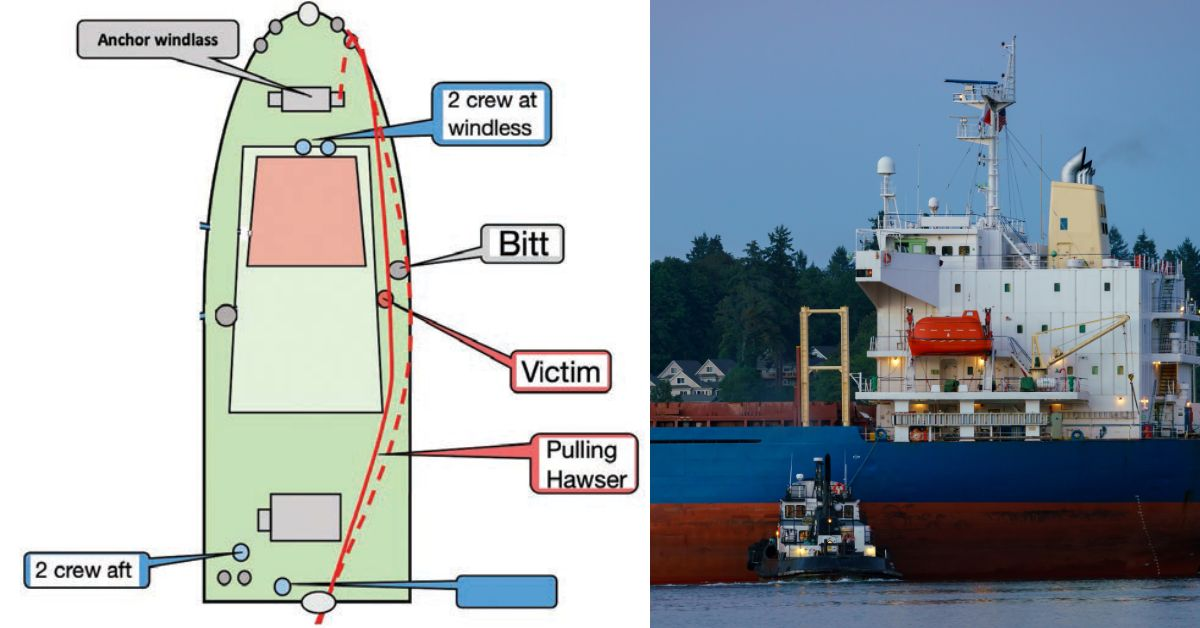 Anchor windlass
2 crew at
windless
Bitt
Victim
Pulling
Hawser
2 crew aft